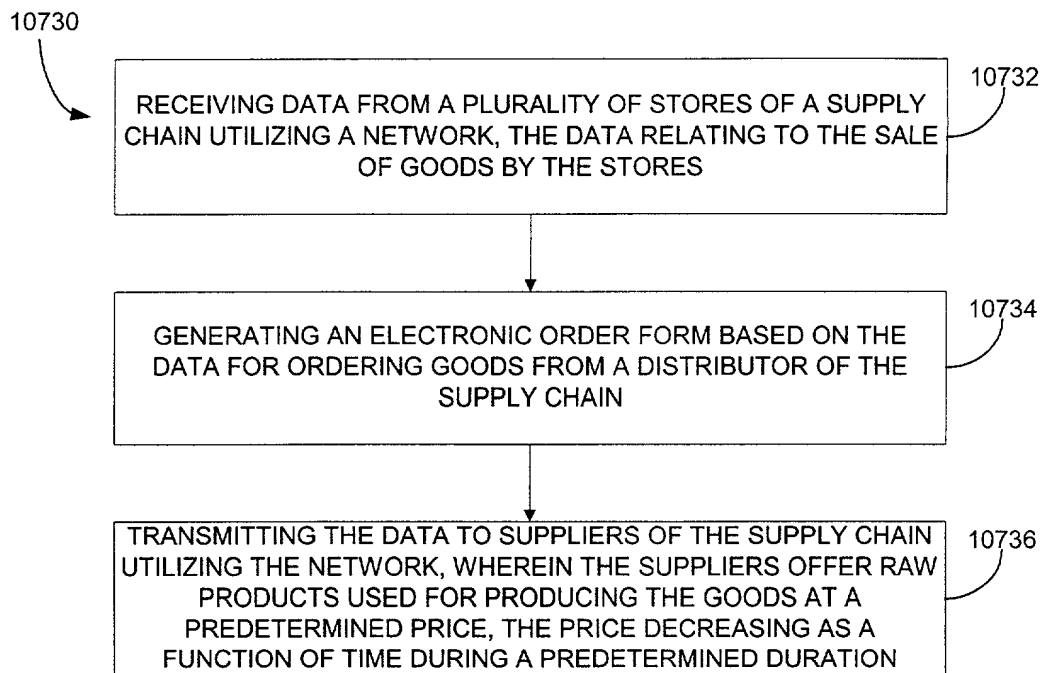 10730
10732
RECEIVING DATA FROM A PLURALITY OF STORES OF A SUPPLY
CHAIN UTILIZING A NETWORK, THE DATA RELATING TO THE SALE
OF GOODS BY THE STORES
10734
GENERATING AN ELECTRONIC ORDER FORM BASED ON THE
DATA FOR ORDERING GOODS FROM A DISTRIBUTOR OF THE
SUPPLY CHAIN
10736
TRANSMITTING THE DATA TO SUPPLIERS OF THE SUPPLY CHAIN
UTILIZING THE NETWORK, WHEREIN THE SUPPLIERS OFFER RAW
PRODUCTS USED FOR PRODUCING THE GOODS AT A
PREDETERMINED PRICE, THE PRICE DECREASING AS A
FUNCTION OF TIME DURING A PREDETERMINED DURATION